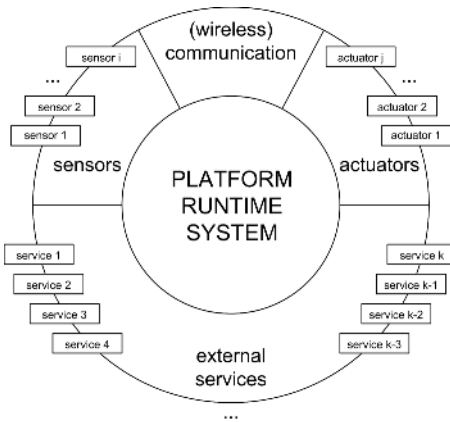 (wireless)
communication
sensor i
...
sensor 2
sensor 1
sensors
actuator j
...
actuator 2
actuator 1
actuators
PLATFORM
RUNTIME
SYSTEM
service 1
service 2
service 3
service 4
service k
service k-1
service k-2
service k-3
external
services
...